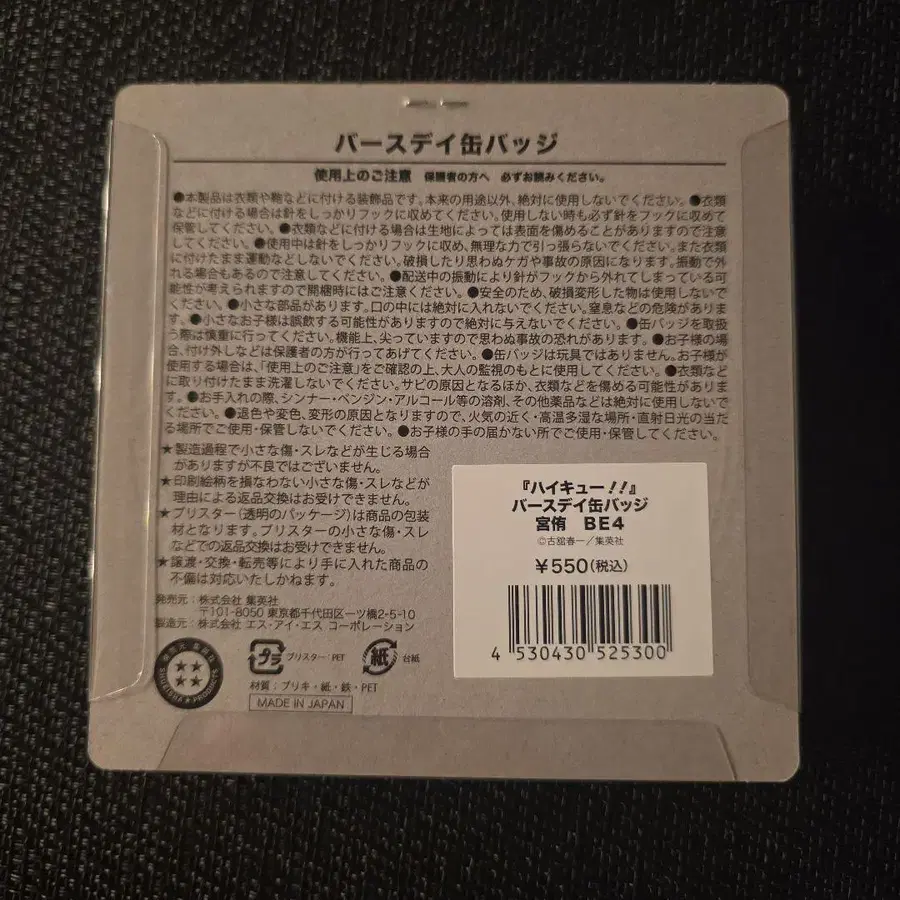 バースデイ缶バッジ
使用上のご注意 保護者の方へ 必ずお読みください。
●本製品は衣類や鞄などに付ける装飾品です。本来の用途以外、絶対に使用しないでください。●衣類
などに付ける場合は針をしっかりフックに収めてください。使用しない時も必ず針をフックに収めて
保管してください。●衣類などに付ける場合は生地によっては表面を傷めることがありますので注意
してください。●使用中は針をしっかりフックに収め、無理な力で引っ張らないでください。また衣類
に付けたまま運動などしないでください。破損したり思わぬケガや事故の原因になります。振動で外
れる場合もあるので注意してください。●配送中の振動により針がフックから外れてしまっている可
能性が考えられますので開梱時にはご注意ください。●安全のため、破損変形した物は使用しないで
ください。●小さな部品があります。口の中には絶対に入れないでください。窒息などの危険がありま
す。●小さなお子様は誤飲する可能性がありますので絶対に与えないでください。●缶バッジを取扱
う際は慎重に行ってください。機能上、尖っていますので思わぬ事故の恐れがあります。●お子様の場
合、付け外しなどは保護者の方が行ってあげてください。●缶バッジは玩具ではありません。お子様が
使用する場合は、「使用上のご注意」をご確認の上、大人の監視のもとに使用してください。●衣類など
に取り付けたまま洗濯しないでください。サビの原因となるほか、衣類などを傷める可能性がありま
す。●お手入れの際、シンナー・ベンジン・アルコール等の溶剤、その他薬品などは絶対に使用しないで
ください。●退色や変色、変形の原因となりますので、火気の近く・高温多湿な場所・直射日光の当た
る場所でご使用・保管しないでください。●お子様の手の届かない所でご使用・保管してください。
★製造過程で小さな傷・スレなどが生じる場合
がありますが不良ではございません。
★印刷絵柄を損なわない小さな傷・スレなどが
理由による返品交換はお受けできません。
★ブリスター(透明のパッケージ)は商品の包装
材となります。ブリスターの小さな傷・スレ
などでの返品交換はお受けできません。
★譲渡・交換・転売等により手に入れた商品の
不備は対応いたしかねます。
発売元:株式会社 集英社
〒101-8050 東京都千代田区一ツ橋2-5-10
製造元:株式会社 エス・アイ・エス コーポレーション
プラ ブリスター:PET
紙 台紙
材質:ブリキ・紙・鉄・PET
MADE IN JAPAN
SHUEISHA PRODUCTS
『ハイキュー!!』
バースデイ缶バッジ
宮侑 BE4
©古舘春一/集英社
¥550(税込)
4 530430 525300